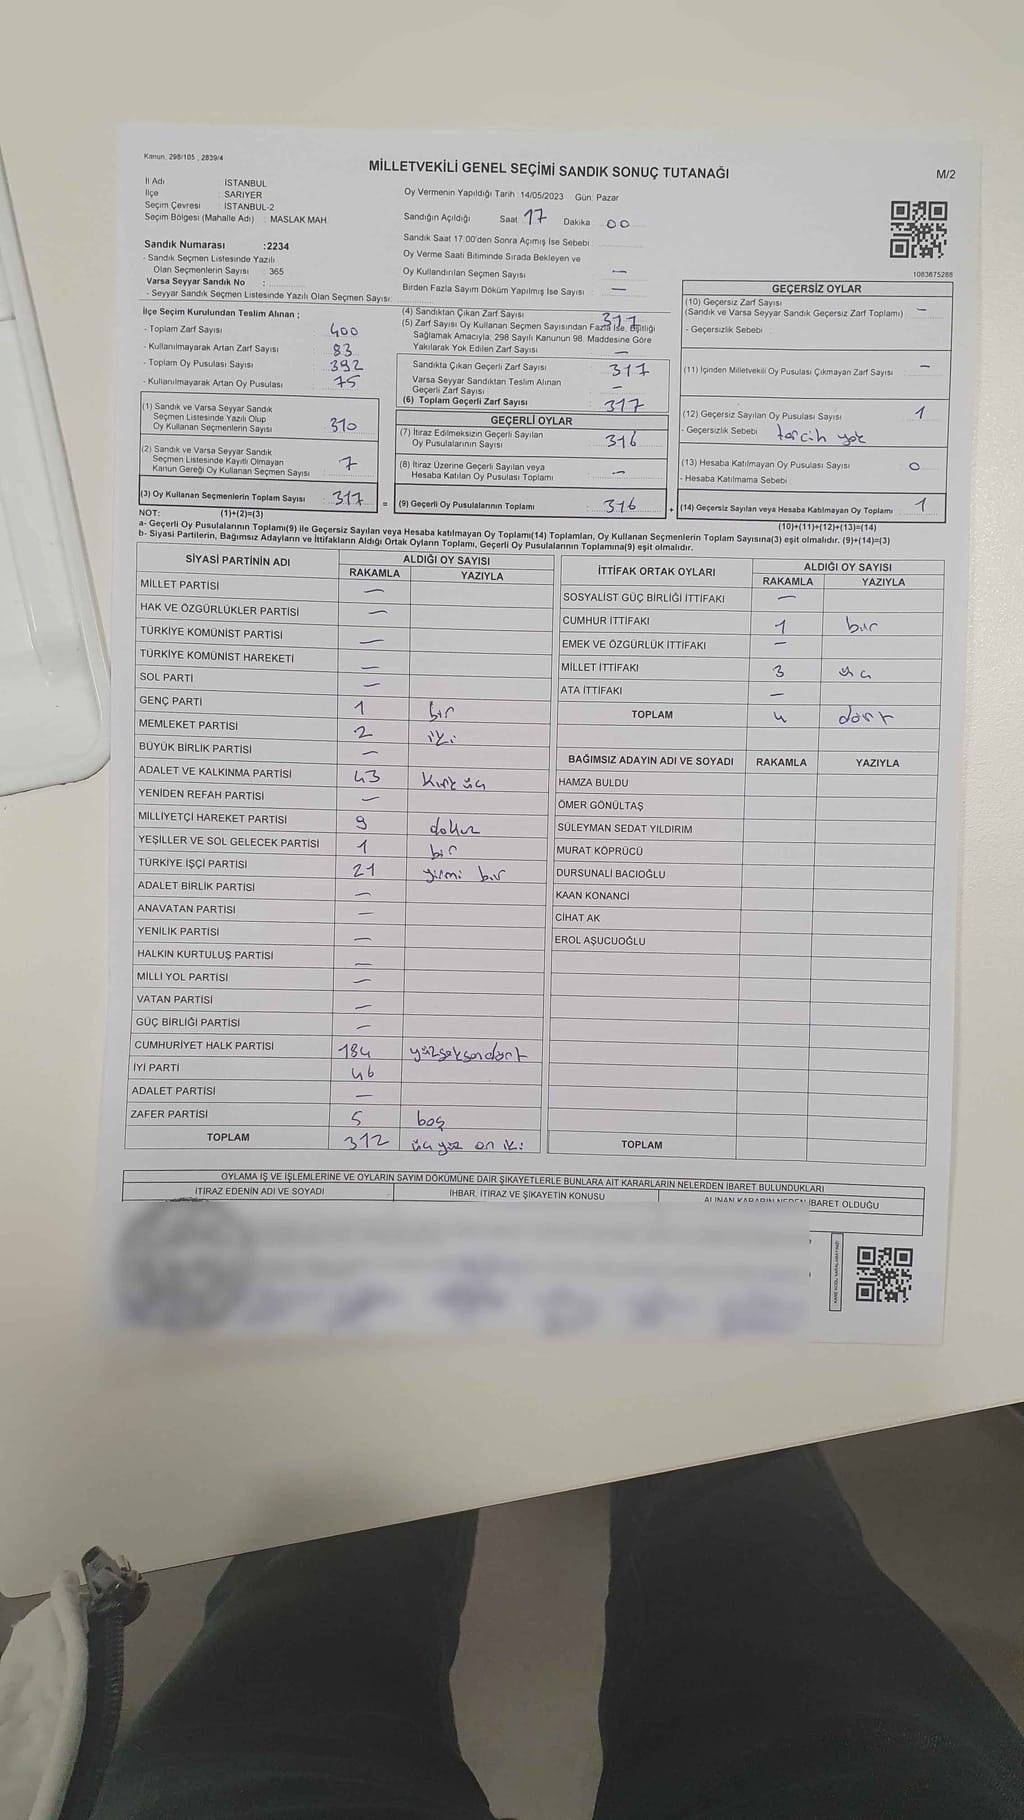 Kanun, 298/105 , 2839/4
MİLLETVEKİLİ GENEL SEÇİMİ SANDIK SONUÇ TUTANAĞI
M/2
İl Adı : İSTANBUL
İlçe : SARIYER
Seçim Çevresi : İSTANBUL-2
Seçim Bölgesi (Mahalle Adı) : MASLAK MAH
Sandık Numarası :2234
- Sandık Seçmen Listesinde Yazılı
Olan Seçmenlerin Sayısı : 365
Varsa Seyyar Sandık No :
- Seyyar Sandık Seçmen Listesinde Yazılı Olan Seçmen Sayısı:
Oy Vermenin Yapıldığı Tarih :14/05/2023 Gün: Pazar
Sandığın Açıldığı Saat 17 Dakika : 00
Sandık Saat 17.00'den Sonra Açımış İse Sebebi :
Oy Verme Saati Bitiminde Sırada Bekleyen ve
Oy Kullandırılan Seçmen Sayısı : —
Birden Fazla Sayım Döküm Yapılmış İse Sayısı : —
1083675288
İlçe Seçim Kurulundan Teslim Alınan ;
- Toplam Zarf Sayısı : 400
- Kullanılmayarak Artan Zarf Sayısı : 83
- Toplam Oy Pusulası Sayısı : 392
- Kullanılmayarak Artan Oy Pusulası : 75
(1) Sandık ve Varsa Seyyar Sandık
Seçmen Listesinde Yazılı Olup
Oy Kullanan Seçmenlerin Sayısı : 310
(2) Sandık ve Varsa Seyyar Sandık
Seçmen Listesinde Kayıtlı Olmayan
Kanun Gereği Oy Kullanan Seçmen Sayısı : 7
(3) Oy Kullanan Seçmenlerin Toplam Sayısı : 317 =
(4) Sandıktan Çıkan Zarf Sayısı : 317
(5) Zarf Sayısı Oy Kullanan Seçmen Sayısından Fazla İse, Eşitliği
Sağlamak Amacıyla, 298 Sayılı Kanunun 98. Maddesine Göre
Yakılarak Yok Edilen Zarf Sayısı : —
Sandıkta Çıkan Geçerli Zarf Sayısı : 317
Varsa Seyyar Sandıktan Teslim Alınan
Geçerli Zarf Sayısı : —
(6) Toplam Geçerli Zarf Sayısı : 317
GEÇERLİ OYLAR
(7) İtiraz Edilmeksizin Geçerli Sayılan
Oy Pusulalarının Sayısı : 316
(8) İtiraz Üzerine Geçerli Sayılan veya
Hesaba Katılan Oy Pusulası Toplamı : —
(9) Geçerli Oy Pusulalarının Toplamı : 316 +
GEÇERSİZ OYLAR
(10) Geçersiz Zarf Sayısı
(Sandık ve Varsa Seyyar Sandık Geçersiz Zarf Toplamı) : —
- Geçersizlik Sebebi :
(11) İçinden Milletvekili Oy Pusulası Çıkmayan Zarf Sayısı : —
(12) Geçersiz Sayılan Oy Pusulası Sayısı : 1
- Geçersizlik Sebebi : tercih yok
(13) Hesaba Katılmayan Oy Pusulası Sayısı : 0
- Hesaba Katılmama Sebebi :
(14) Geçersiz Sayılan veya Hesaba Katılmayan Oy Toplamı : 1
NOT: (1)+(2)=(3)
(10)+(11)+(12)+(13)=(14)
a- Geçerli Oy Pusulalarının Toplamı(9) ile Geçersiz Sayılan veya Hesaba katılmayan Oy Toplamı(14) Toplamları, Oy Kullanan Seçmenlerin Toplam Sayısına(3) eşit olmalıdır. (9)+(14)=(3)
b- Siyasi Partilerin, Bağımsız Adayların ve İttifakların Aldığı Ortak Oyların Toplamı, Geçerli Oy Pusulalarının Toplamına(9) eşit olmalıdır.
SİYASİ PARTİNİN ADI ALDIĞI OY SAYISI
RAKAMLA YAZIYLA
MİLLET PARTİSİ —
HAK VE ÖZGÜRLÜKLER PARTİSİ —
TÜRKİYE KOMÜNİST PARTİSİ —
TÜRKİYE KOMÜNİST HAREKETİ —
SOL PARTİ —
GENÇ PARTİ 1 bir
MEMLEKET PARTİSİ 2 iki
BÜYÜK BİRLİK PARTİSİ —
ADALET VE KALKINMA PARTİSİ 43 Kırk üç
YENİDEN REFAH PARTİSİ —
MİLLİYETÇİ HAREKET PARTİSİ 9 dokuz
YEŞİLLER VE SOL GELECEK PARTİSİ 1 bir
TÜRKİYE İŞÇİ PARTİSİ 21 yirmi bir
ADALET BİRLİK PARTİSİ —
ANAVATAN PARTİSİ —
YENİLİK PARTİSİ —
HALKIN KURTULUŞ PARTİSİ —
MİLLİ YOL PARTİSİ —
VATAN PARTİSİ —
GÜÇ BİRLİĞİ PARTİSİ —
CUMHURİYET HALK PARTİSİ 184 yüzseksendört
İYİ PARTİ 46
ADALET PARTİSİ —
ZAFER PARTİSİ 5 beş
TOPLAM 312 üç yüz on iki
İTTİFAK ORTAK OYLARI ALDIĞI OY SAYISI
RAKAMLA YAZIYLA
SOSYALİST GÜÇ BİRLİĞİ İTTİFAKI —
CUMHUR İTTİFAKI 1 bir
EMEK VE ÖZGÜRLÜK İTTİFAKI —
MİLLET İTTİFAKI 3 üç
ATA İTTİFAKI —
TOPLAM 4 dört
BAĞIMSIZ ADAYIN ADI VE SOYADI RAKAMLA YAZIYLA
HAMZA BULDU
ÖMER GÖNÜLTAŞ
SÜLEYMAN SEDAT YILDIRIM
MURAT KÖPRÜCÜ
DURSUNALİ BACIOĞLU
KAAN KONANCİ
CİHAT AK
EROL AŞUCUOĞLU
TOPLAM
OYLAMA İŞ VE İŞLEMLERİNE VE OYLARIN SAYIM DÖKÜMÜNE DAİR ŞİKAYETLERLE BUNLARA AİT KARARLARIN NELERDEN İBARET BULUNDUKLARI
İTİRAZ EDENİN ADI VE SOYADI İHBAR, İTİRAZ VE ŞİKAYETİN KONUSU ALINAN KARARIN NEDEN İBARET OLDUĞU